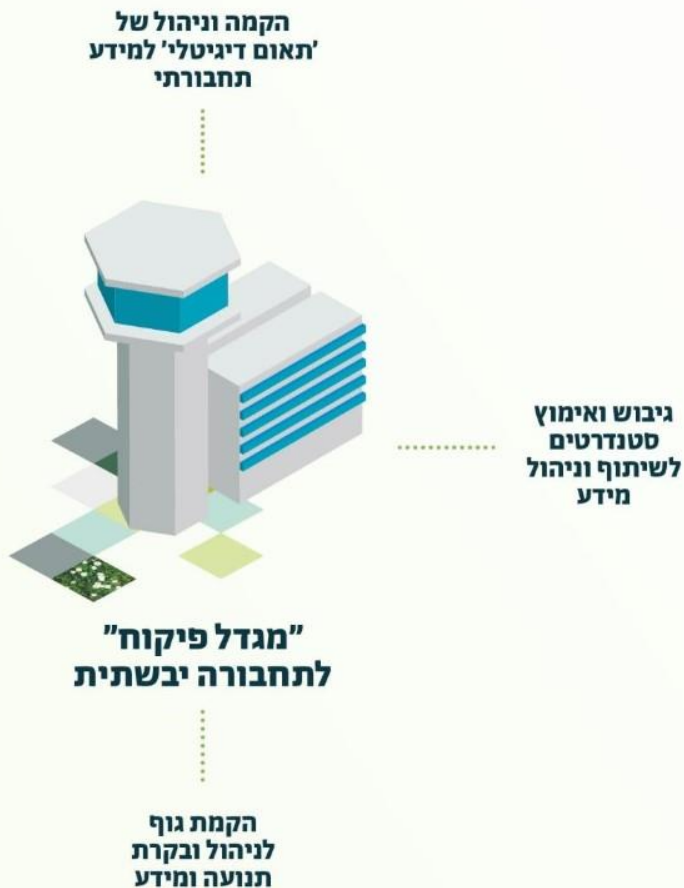 הקמה וניהול של
'תאום דיגיטלי' למידע
תחבורתי
גיבוש ואימוץ
סטנדרטים
לשיתוף וניהול
מידע
"מגדל פיקוח"
לתחבורה יבשתית
הקמת גוף
לניהול ובקרת
תנועה ומידע